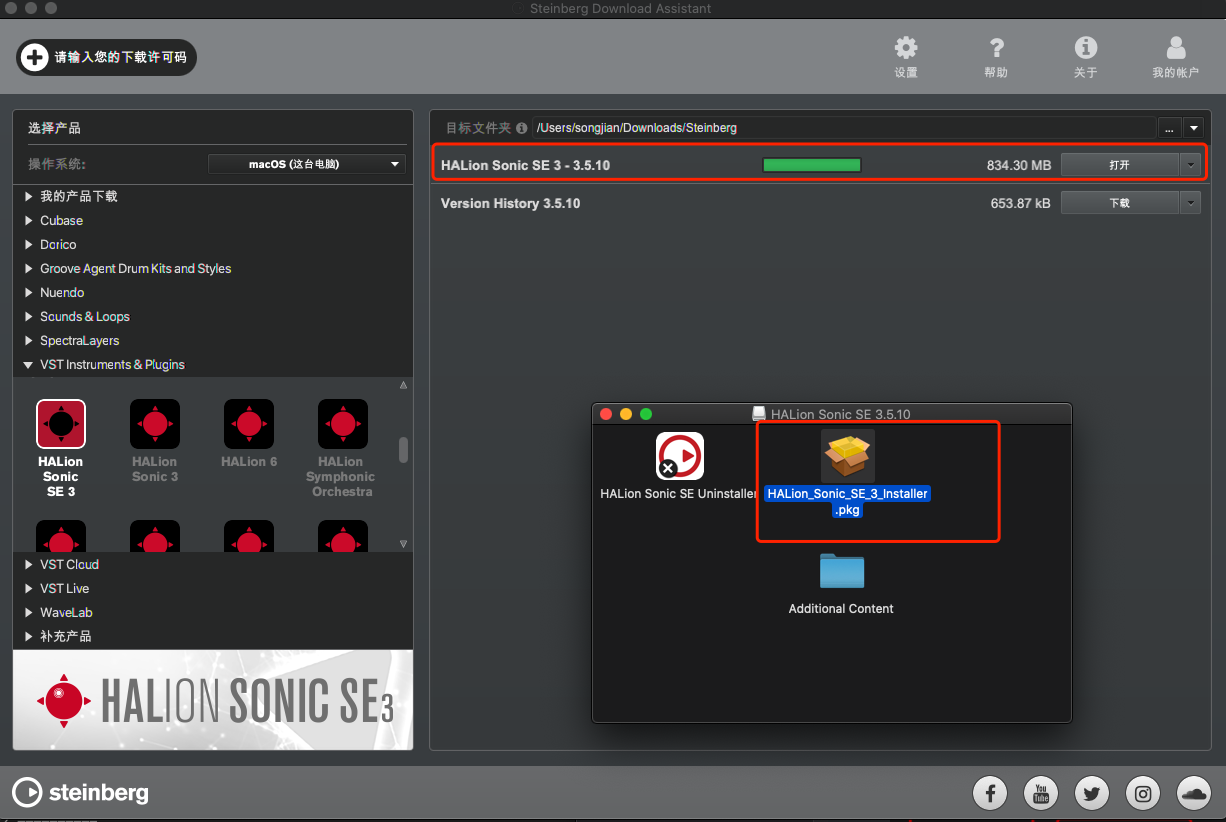 Steinberg Download Assistant
请输入您的下载许可码
设置
帮助
关于
我的帐户
选择产品
操作系统:
macOS (这台电脑)
我的产品下载
Cubase
Dorico
Groove Agent Drum Kits and Styles
Nuendo
Sounds & Loops
SpectraLayers
VST Instruments & Plugins
HALion
Sonic
SE 3
HALion
Sonic 3
HALion 6
HALion
Symphonic
Orchestra
VST Cloud
VST Live
WaveLab
补充产品
HALION SONIC SE 3
目标文件夹
/Users/songjian/Downloads/Steinberg
...
HALion Sonic SE 3 - 3.5.10
834.30 MB
打开
Version History 3.5.10
653.87 kB
下载
HALion Sonic SE 3.5.10
HALion Sonic SE Uninstaller
HALion_Sonic_SE_3_Installer
.pkg
Additional Content
steinberg
You
Tube